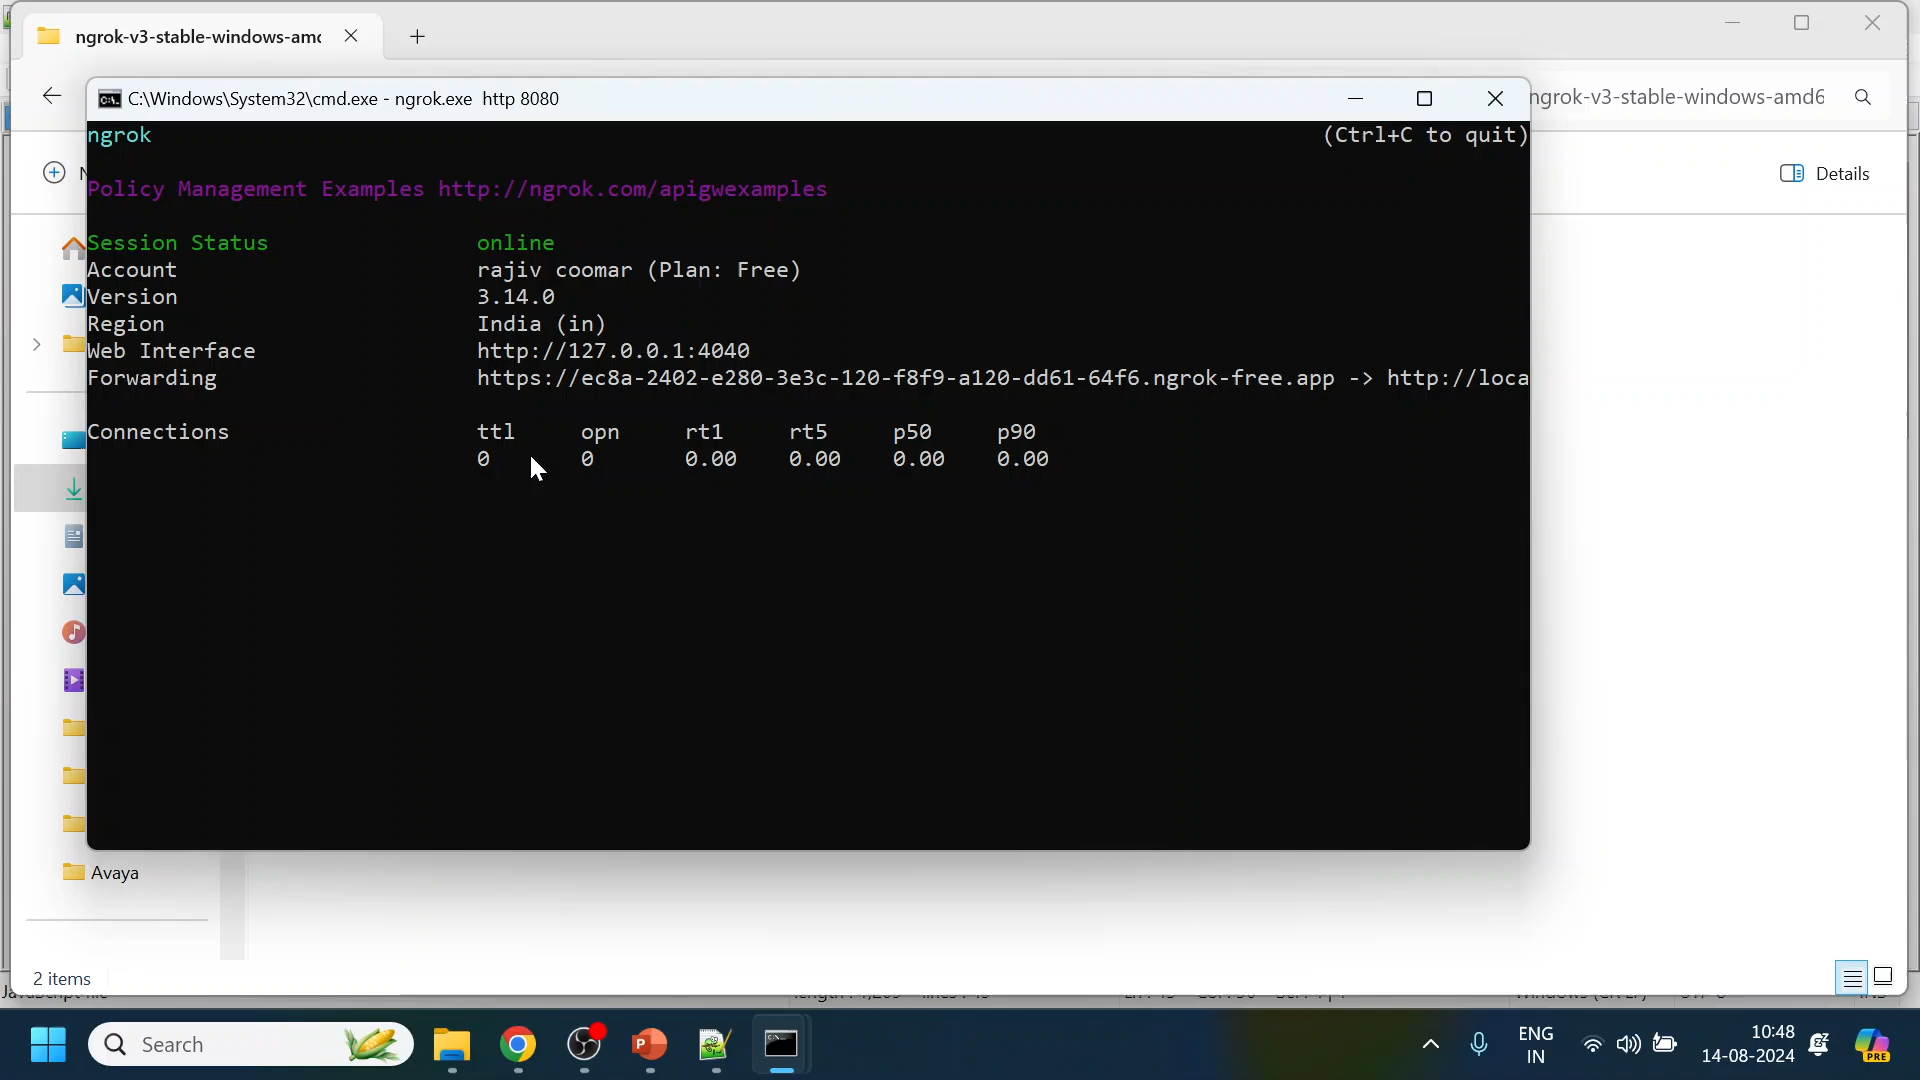 ngrok-v3-stable-windows-amd
C:\Windows\System32\cmd.exe - ngrok.exe http 8080
ngrok-v3-stable-windows-amd6
ngrok
(Ctrl+C to quit)
Details
Policy Management Examples http://ngrok.com/apigwexamples
Session Status online
Account rajiv coomar (Plan: Free)
Version 3.14.0
Region India (in)
Web Interface http://127.0.0.1:4040
Forwarding https://ec8a-2402-e280-3e3c-120-f8f9-a120-dd61-64f6.ngrok-free.app -> http://loca
Connections ttl opn rt1 rt5 p50 p90
0 0 0.00 0.00 0.00 0.00
Avaya
2 items
Search
ENG
IN
10:48
14-08-2024
PRE